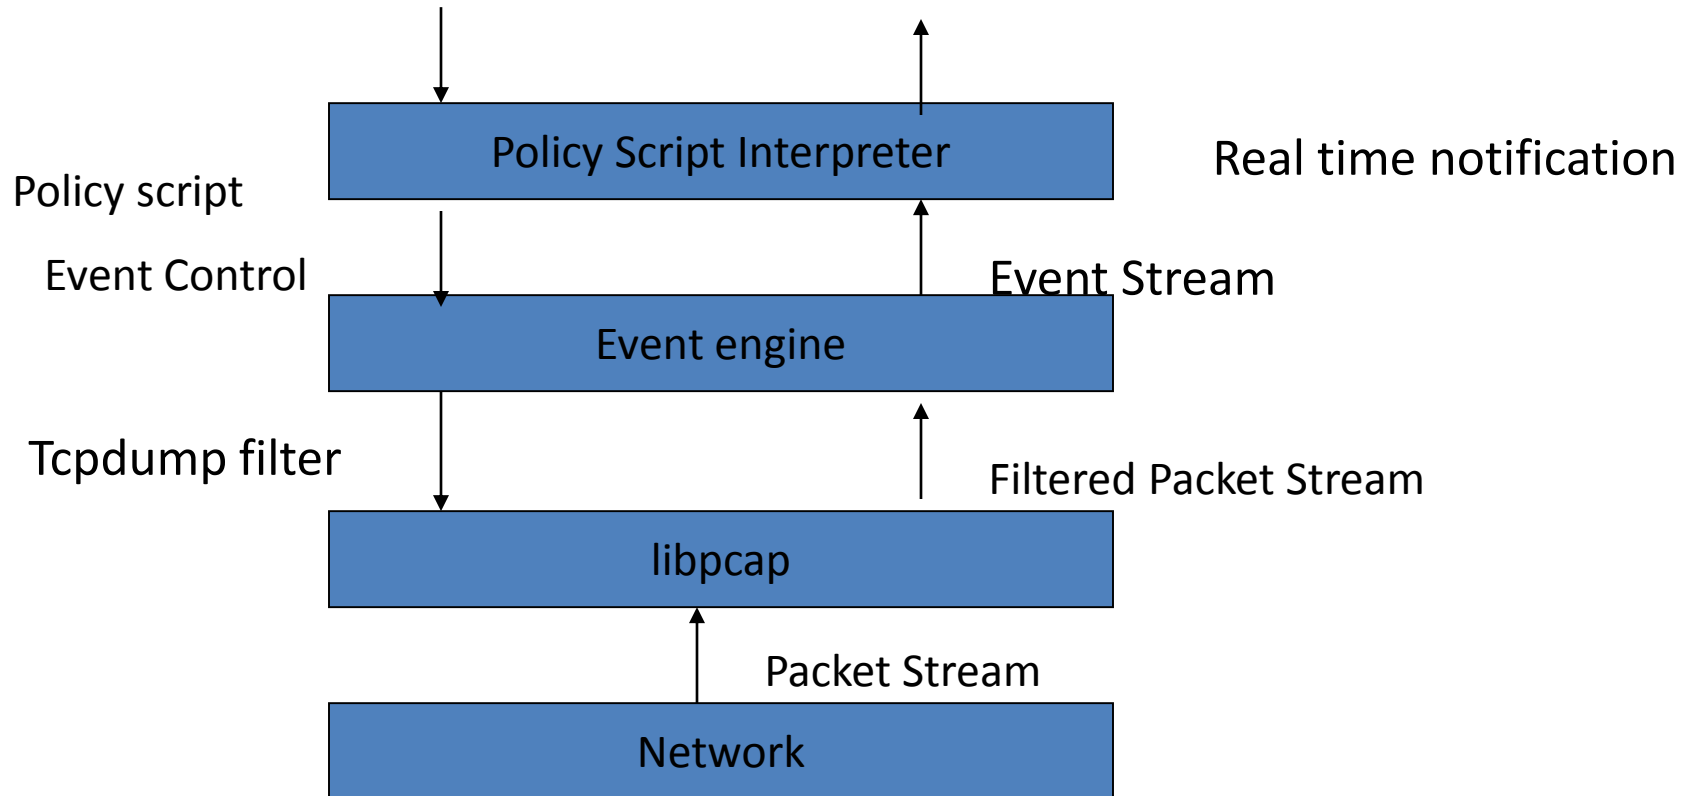 Policy Script Interpreter
Real time notification
Policy script
Event Control
Event Stream
Event engine
Tcpdump filter
Filtered Packet Stream
libpcap
Packet Stream
Network